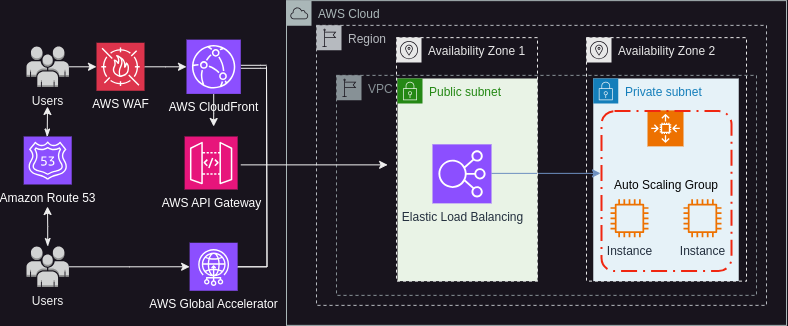 AWS Cloud
Region
Availability Zone 1
Availability Zone 2
VPC
Public subnet
Private subnet
Users
AWS WAF
AWS CloudFront
53
Amazon Route 53
</>
AWS API Gateway
Elastic Load Balancing
Auto Scaling Group
Instance
Instance
Users
AWS Global Accelerator